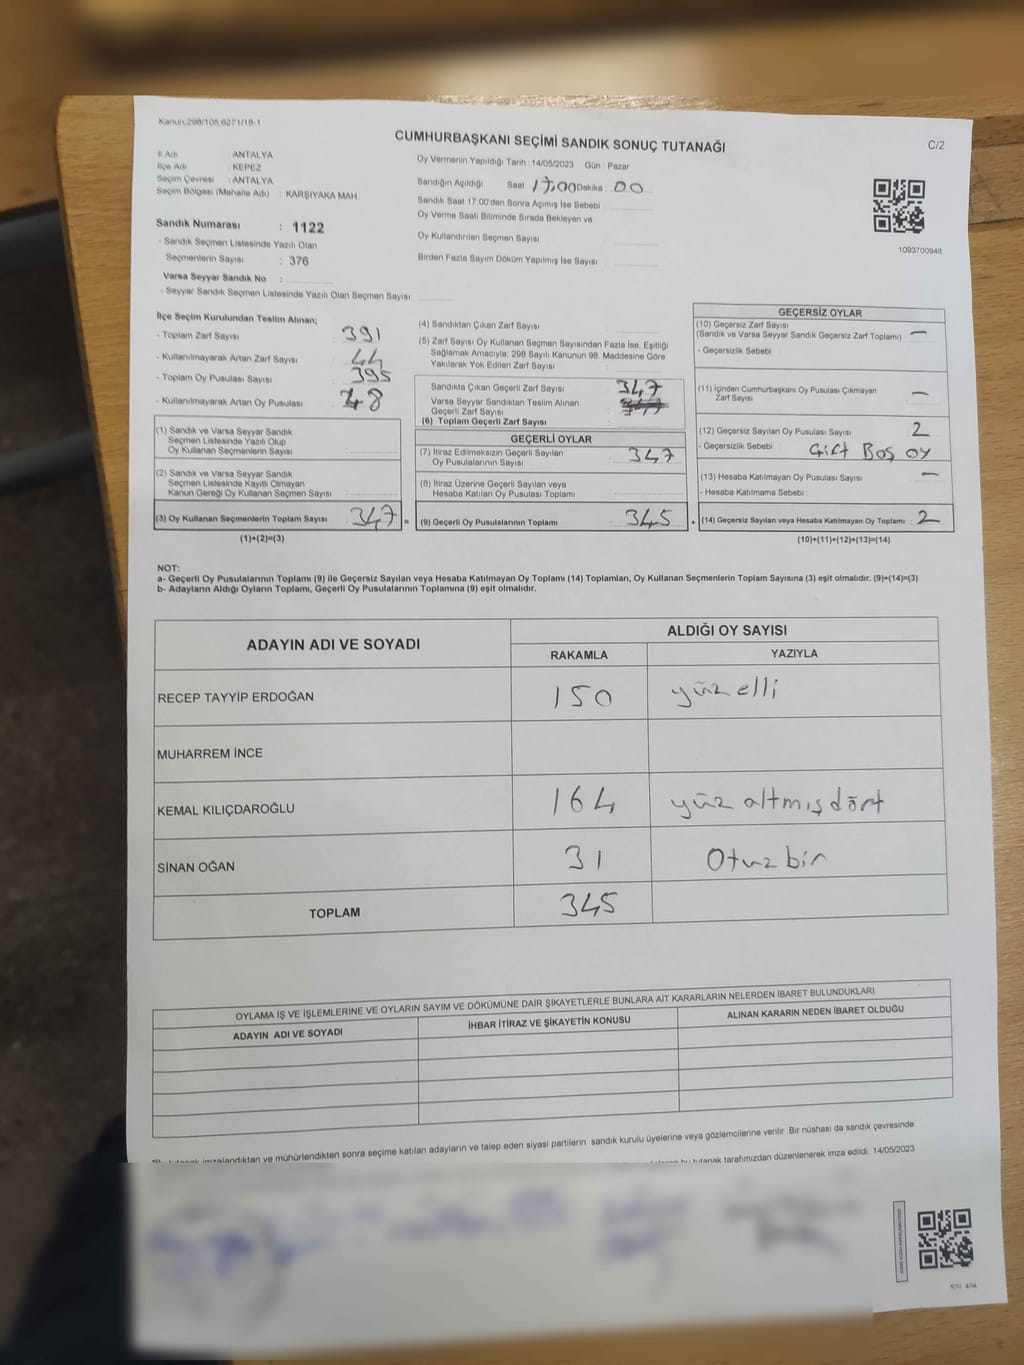 Kanun:298/105,6271/18-1
CUMHURBAŞKANI SEÇİMİ SANDIK SONUÇ TUTANAĞI
C/2
İl Adı : ANTALYA
İlçe Adı : KEPEZ
Seçim Çevresi : ANTALYA
Seçim Bölgesi (Mahalle Adı) : KARŞIYAKA MAH.
Oy Vermenin Yapıldığı Tarih : 14/05/2023 Gün : Pazar
Sandığın Açıldığı Saat 17:00 Dakika : 00
Sandık Saat 17.00'den Sonra Açılmış İse Sebebi :
Oy Verme Saati Bitiminde Sırada Bekleyen ve
Oy Kullandırılan Seçmen Sayısı :
Birden Fazla Sayım Döküm Yapılmış İse Sayısı :
1093700948
Sandık Numarası : 1122
- Sandık Seçmen Listesinde Yazılı Olan
Seçmenlerin Sayısı : 376
Varsa Seyyar Sandık No :
- Seyyar Sandık Seçmen Listesinde Yazılı Olan Seçmen Sayısı
İlçe Seçim Kurulundan Teslim Alınan;
- Toplam Zarf Sayısı : 391
- Kullanılmayarak Artan Zarf Sayısı : 44
- Toplam Oy Pusulası Sayısı : 395
- Kullanılmayarak Artan Oy Pusulası : 48
(1) Sandık ve Varsa Seyyar Sandık
Seçmen Listesinde Yazılı Olup
Oy Kullanan Seçmenlerin Sayısı :
(2) Sandık ve Varsa Seyyar Sandık
Seçmen Listesinde Kayıtlı Olmayan
Kanun Gereği Oy Kullanan Seçmen Sayısı :
(3) Oy Kullanan Seçmenlerin Toplam Sayısı : 347 =
(1)+(2)=(3)
(4) Sandıktan Çıkan Zarf Sayısı :
(5) Zarf Sayısı Oy Kullanan Seçmen Sayısından Fazla İse, Eşitliği
Sağlamak Amacıyla; 298 Sayılı Kanunun 98. Maddesine Göre
Yakılarak Yok Edilen Zarf Sayısı :
Sandıkta Çıkan Geçerli Zarf Sayısı : 347
Varsa Seyyar Sandıktan Teslim Alınan
Geçerli Zarf Sayısı :
(6) Toplam Geçerli Zarf Sayısı :
GEÇERLİ OYLAR
(7) İtiraz Edilmeksizin Geçerli Sayılan
Oy Pusulalarının Sayısı : 347
(8) İtiraz Üzerine Geçerli Sayılan veya
Hesaba Katılan Oy Pusulası Toplamı :
(9) Geçerli Oy Pusulalarının Toplamı : 345 +
GEÇERSİZ OYLAR
(10) Geçersiz Zarf Sayısı
(Sandık ve Varsa Seyyar Sandık Geçersiz Zarf Toplamı) : —
- Geçersizlik Sebebi :
(11) İçinden Cumhurbaşkanı Oy Pusulası Çıkmayan
Zarf Sayısı : —
(12) Geçersiz Sayılan Oy Pusulası Sayısı : 2
- Geçersizlik Sebebi : Çift Boş oy
(13) Hesaba Katılmayan Oy Pusulası Sayısı : —
- Hesaba Katılmama Sebebi :
(14) Geçersiz Sayılan veya Hesaba Katılmayan Oy Toplamı : 2
(10)+(11)+(12)+(13)=(14)
NOT:
a- Geçerli Oy Pusulalarının Toplamı (9) ile Geçersiz Sayılan veya Hesaba Katılmayan Oy Toplamı (14) Toplamları, Oy Kullanan Seçmenlerin Toplam Sayısına (3) eşit olmalıdır. (9)+(14)=(3)
b- Adayların Aldığı Oyların Toplamı, Geçerli Oy Pusulalarının Toplamına (9) eşit olmalıdır.
ADAYIN ADI VE SOYADI
ALDIĞI OY SAYISI
RAKAMLA YAZIYLA
RECEP TAYYİP ERDOĞAN 150 yüz elli
MUHARREM İNCE
KEMAL KILIÇDAROĞLU 164 yüz altmış dört
SİNAN OĞAN 31 Otuz bir
TOPLAM 345
OYLAMA İŞ VE İŞLEMLERİNE VE OYLARIN SAYIM VE DÖKÜMÜNE DAİR ŞİKAYETLERLE BUNLARA AİT KARARLARIN NELERDEN İBARET BULUNDUKLARI
ADAYIN ADI VE SOYADI İHBAR İTİRAZ VE ŞİKAYETİN KONUSU ALINAN KARARIN NEDEN İBARET OLDUĞU
imzalandıktan ve mühürlendikten sonra seçime katılan adayların ve talep eden siyasi partilerin sandık kurulu üyelerine veya gözlemcilerine verilir. Bir nüshası da sandık çevresinde
bu tutanak tarafımızdan düzenlenerek imza edildi. 14/05/2023